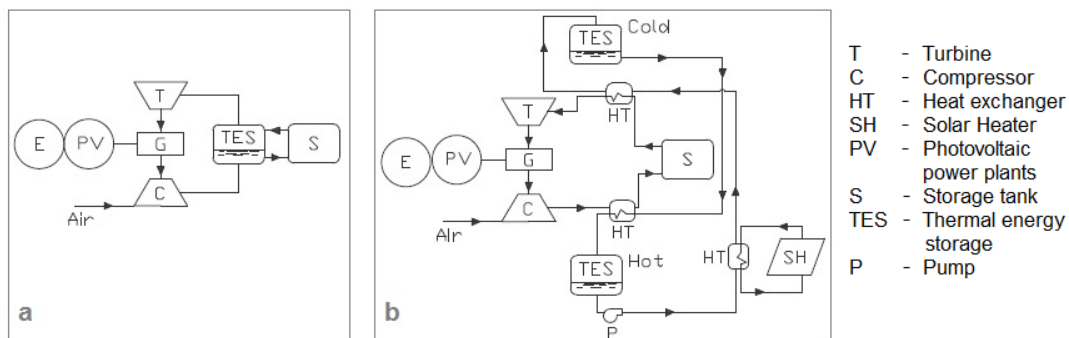 T
E
PV
G
TES
S
C
Air
a
TES
Cold
T
HT
E
PV
G
S
C
Air
HT
TES
Hot
HT
SH
P
b
T - Turbine
C - Compressor
HT - Heat exchanger
SH - Solar Heater
PV - Photovoltaic
power plants
S - Storage tank
TES - Thermal energy
storage
P - Pump